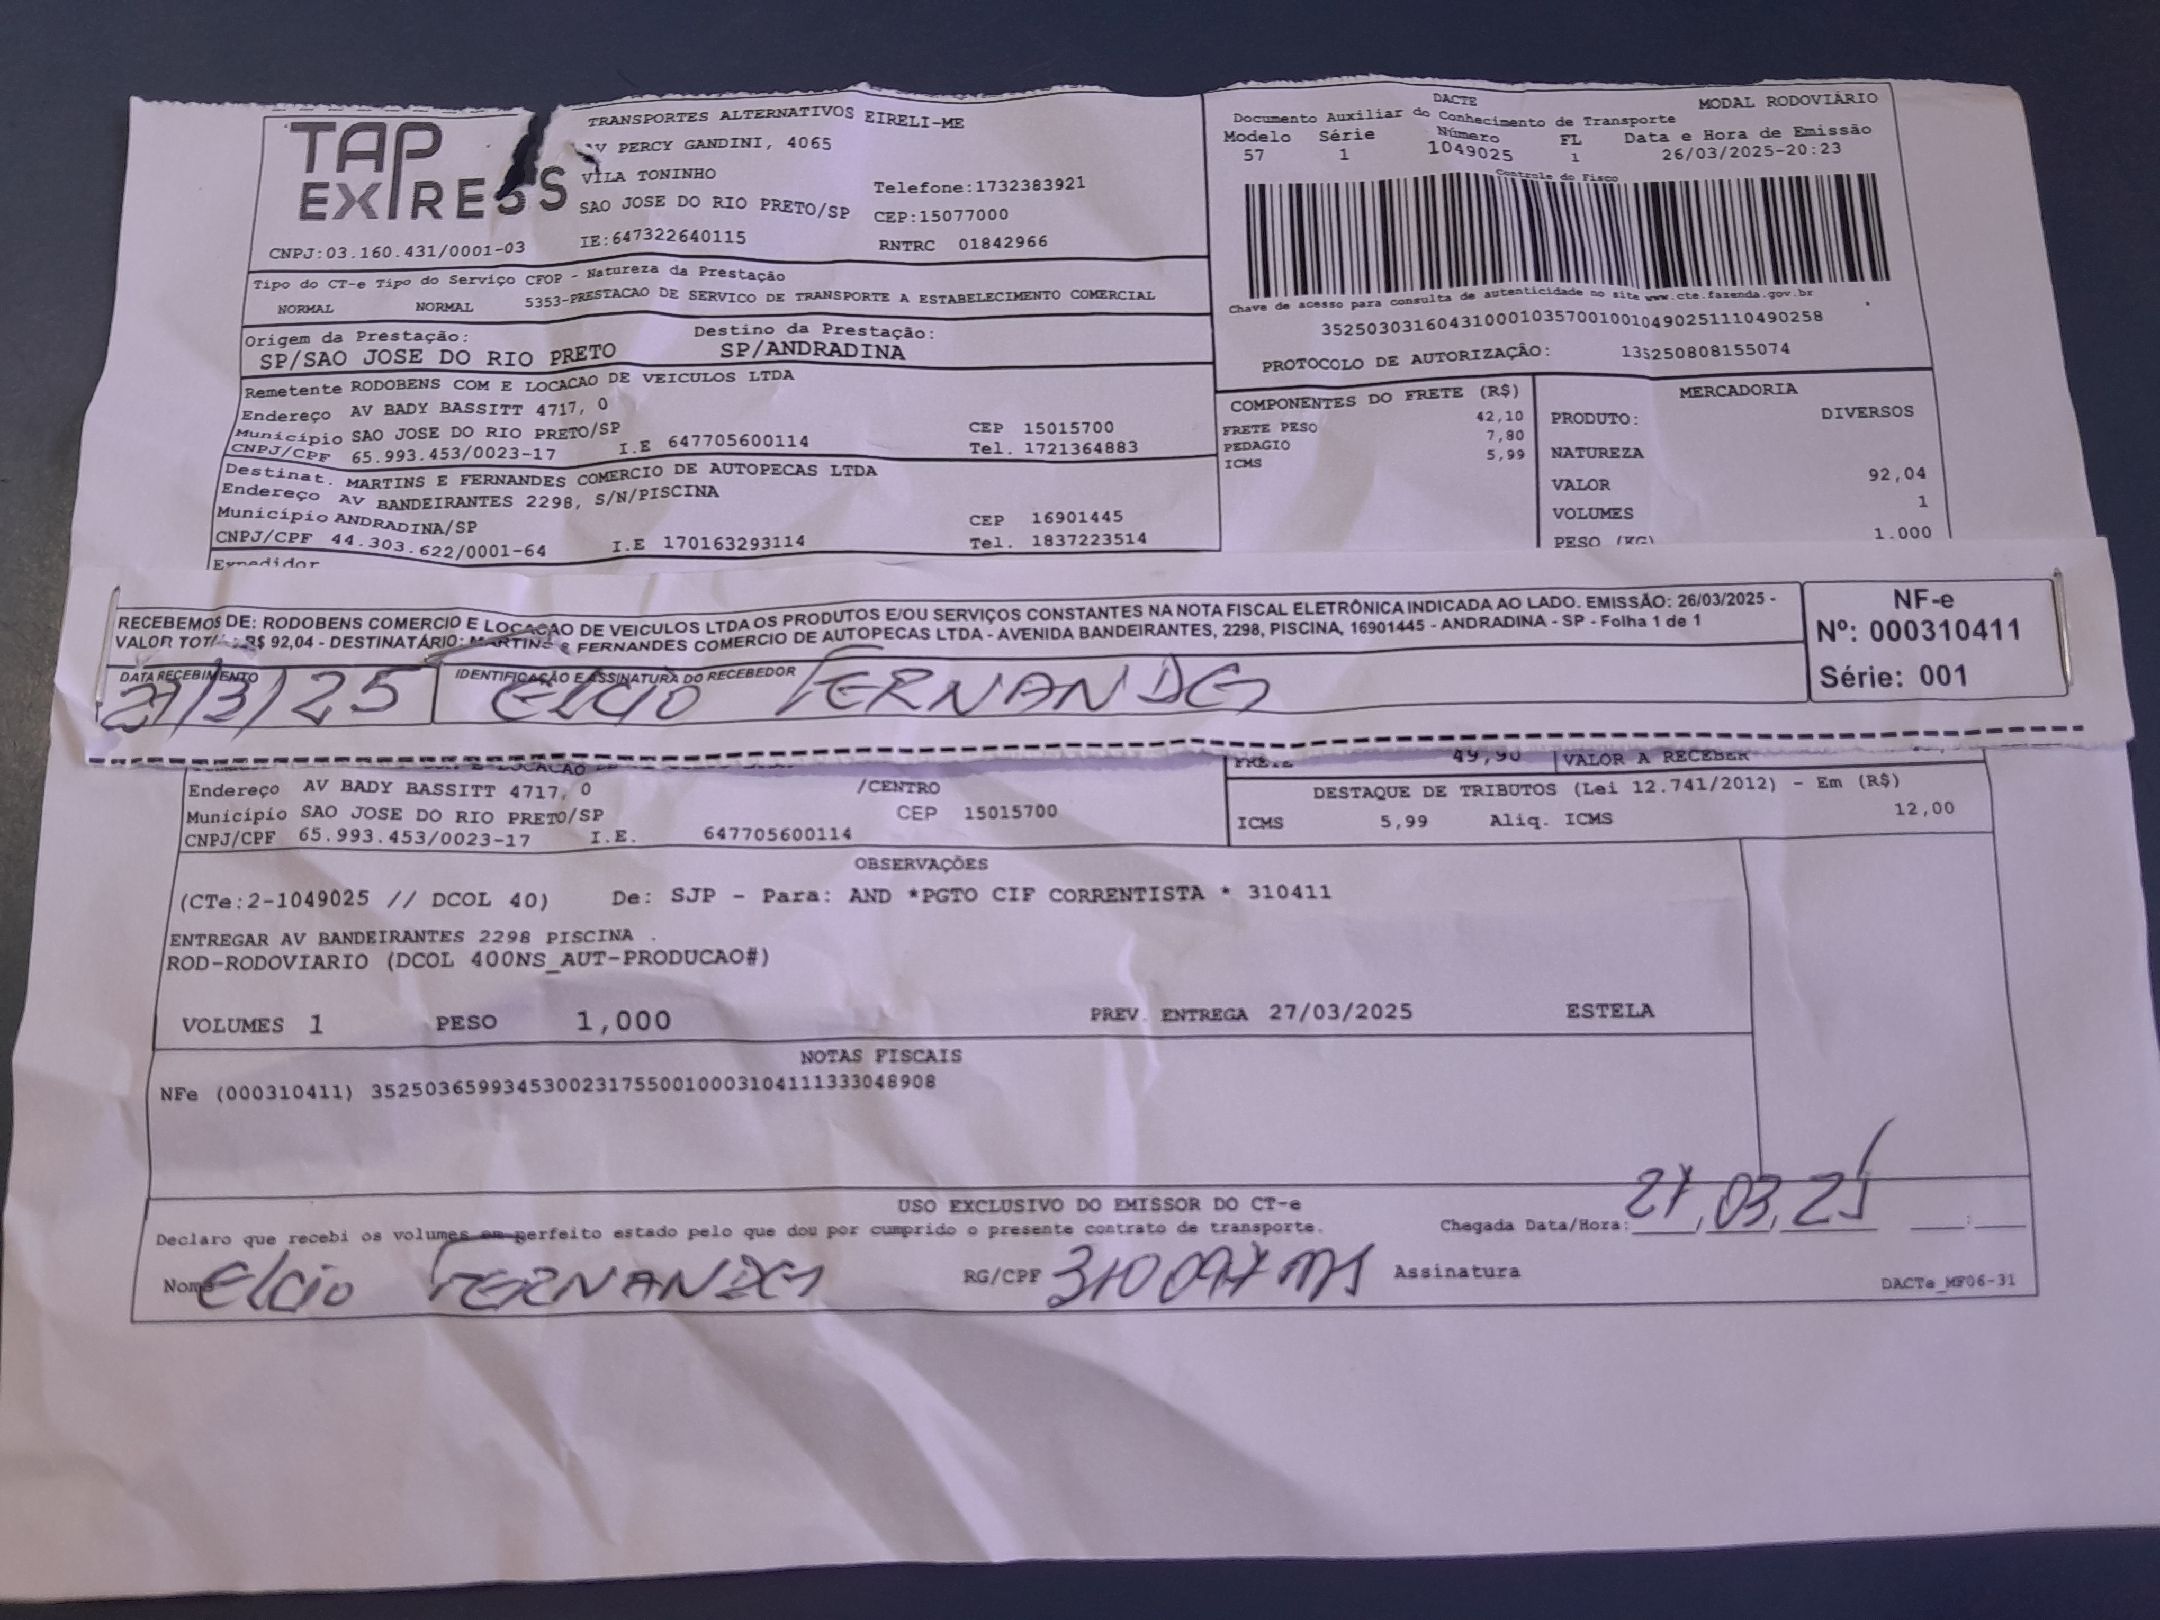 TAP
EXPRESS
CNPJ:03.160.431/0001-03
TRANSPORTES ALTERNATIVOS EIRELI-ME
AV PERCY GANDINI, 4065
VILA TONINHO
SAO JOSE DO RIO PRETO/SP
IE:647322640115
Telefone:1732383921
CEP:15077000
RNTRC 01842966
DACTE MODAL RODOVIÁRIO
Documento Auxiliar do Conhecimento de Transporte
Modelo Série Número FL Data e Hora de Emissão
57 1 1049025 1 26/03/2025-20:23
Controle do Fisco
Chave de acesso para consulta de autenticidade no site www.cte.fazenda.gov.br
35250303160431000103570010010490251110490258
PROTOCOLO DE AUTORIZAÇÃO: 135250808155074
Tipo do CT-e Tipo do Serviço CFOP - Natureza da Prestação
NORMAL NORMAL 5353-PRESTACAO DE SERVICO DE TRANSPORTE A ESTABELECIMENTO COMERCIAL
Origem da Prestação: Destino da Prestação:
SP/SAO JOSE DO RIO PRETO SP/ANDRADINA
Remetente RODOBENS COM E LOCACAO DE VEICULOS LTDA
Endereço AV BADY BASSITT 4717, 0
Município SAO JOSE DO RIO PRETO/SP CEP 15015700
CNPJ/CPF 65.993.453/0023-17 I.E 647705600114 Tel. 1721364883
Destinat. MARTINS E FERNANDES COMERCIO DE AUTOPECAS LTDA
Endereço AV BANDEIRANTES 2298, S/N/PISCINA
Município ANDRADINA/SP CEP 16901445
CNPJ/CPF 44.303.622/0001-64 I.E 170163293114 Tel. 1837223514
Expedidor
COMPONENTES DO FRETE (R$)
FRETE PESO 42,10
PEDAGIO 7,80
ICMS 5,99
MERCADORIA
PRODUTO: DIVERSOS
NATUREZA
VALOR 92,04
VOLUMES 1
PESO (KG) 1.000
RECEBEMOS DE: RODOBENS COMERCIO E LOCACAO DE VEICULOS LTDA OS PRODUTOS E/OU SERVIÇOS CONSTANTES NA NOTA FISCAL ELETRÔNICA INDICADA AO LADO. EMISSÃO: 26/03/2025 -
VALOR TOTAL: R$ 92,04 - DESTINATÁRIO: MARTINS E FERNANDES COMERCIO DE AUTOPECAS LTDA - AVENIDA BANDEIRANTES, 2298, PISCINA, 16901445 - ANDRADINA - SP - Folha 1 de 1
DATA RECEBIMENTO IDENTIFICAÇÃO E ASSINATURA DO RECEBEDOR
27/3/25 ELCIO FERNANDES
NF-e
Nº: 000310411
Série: 001
E LOCACAO
FRETE 49,90 VALOR A RECEBER
Endereço AV BADY BASSITT 4717, 0 /CENTRO
Município SAO JOSE DO RIO PRETO/SP CEP 15015700
CNPJ/CPF 65.993.453/0023-17 I.E. 647705600114
DESTAQUE DE TRIBUTOS (Lei 12.741/2012) - Em (R$)
ICMS 5,99 Aliq. ICMS 12,00
OBSERVAÇÕES
(CTe:2-1049025 // DCOL 40) De: SJP - Para: AND *PGTO CIF CORRENTISTA * 310411
ENTREGAR AV BANDEIRANTES 2298 PISCINA .
ROD-RODOVIARIO (DCOL 400NS_AUT-PRODUCAO#)
VOLUMES 1 PESO 1,000 PREV. ENTREGA 27/03/2025 ESTELA
NOTAS FISCAIS
NFe (000310411) 35250365993453002317550010003104111333048908
USO EXCLUSIVO DO EMISSOR DO CT-e
Declaro que recebi os volumes em perfeito estado pelo que dou por cumprido o presente contrato de transporte. Chegada Data/Hora: 27,03,25 :
Nome Elcio FERNANDES RG/CPF 310097 MS Assinatura DACTe_MF06-31